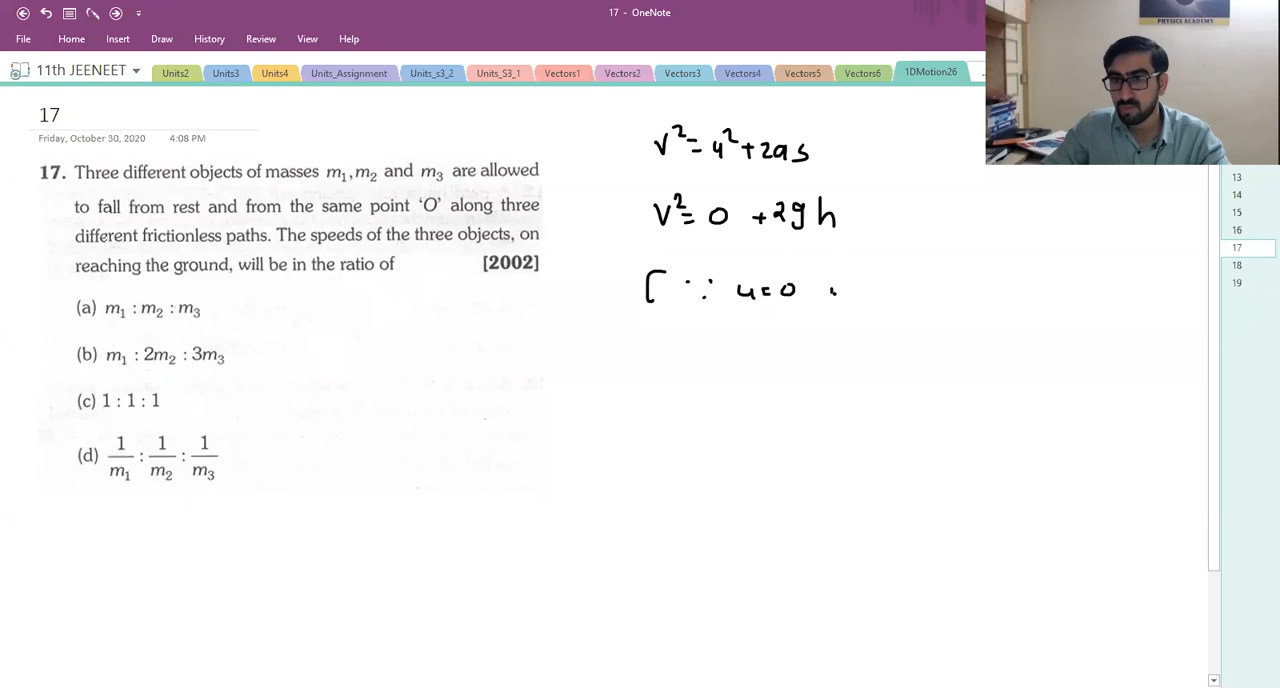 17 - OneNote
File Home Insert Draw History Review View Help
11th JEENEET Units2 Units3 Units4 Units_Assignment Units_s3_2 Units_S3_1 Vectors1 Vectors2 Vectors3 Vectors4 Vectors5 Vectors6 1DMotion26 ...
PHYSICS ACADEMY
17
Friday, October 30, 2020 4:08 PM
17. Three different objects of masses m₁, m₂ and m₃ are allowed
to fall from rest and from the same point 'O' along three
different frictionless paths. The speeds of the three objects, on
reaching the ground, will be in the ratio of [2002]
(a) m₁ : m₂ : m₃
(b) m₁ : 2m₂ : 3m₃
(c) 1 : 1 : 1
(d) 1/m₁ : 1/m₂ : 1/m₃
v² = u² + 2as
v² = 0 + 2gh
[ ∵ u = 0
13
14
15
16
17
18
19